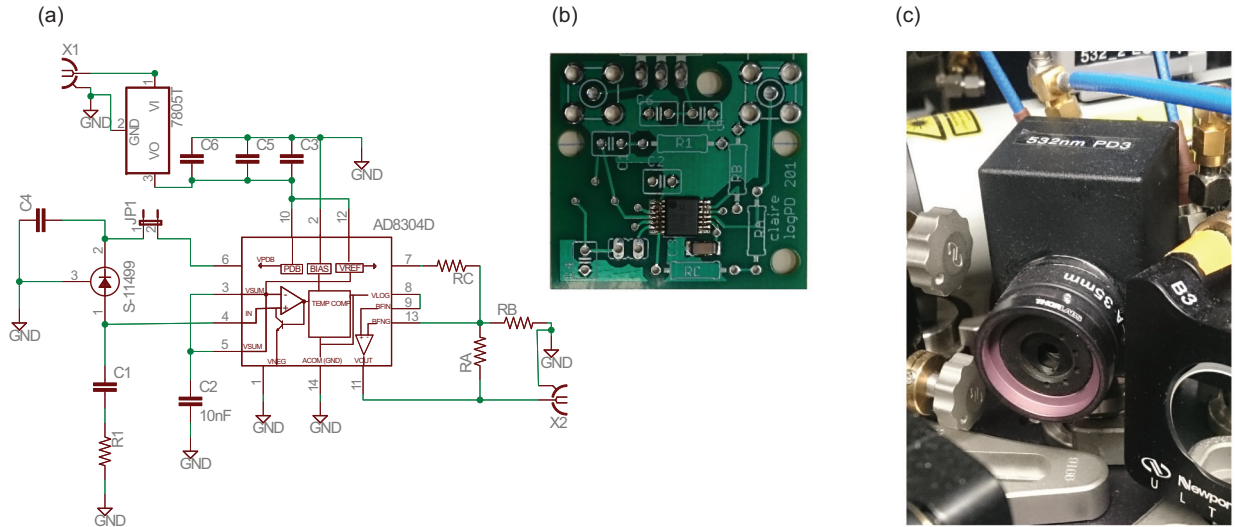 (a)
(b)
(c)
X1
1
VI
7805T
GND
2
VO
3
GND
C6
C5
C3
GND
C4
JP1
1
2
10
2
12
AD8304D
2
3
S-11499
1
6
VPDB
PDB
BIAS
VREF
7
RC
3
VSUM
TEMP COMP
VLOG
8
BFIN
9
RB
IN
4
BFNG
13
VSUM
5
VNEG
ACOM (GND)
VOUT
RA
GND
GND
1
14
11
C1
C2
10nF
X2
GND
GND
R1
GND
GND
C6
C5
R1
C2
RB
RA
RC
claire
logPD 201
532nm PD3
35mm
B3
Newport
U L T